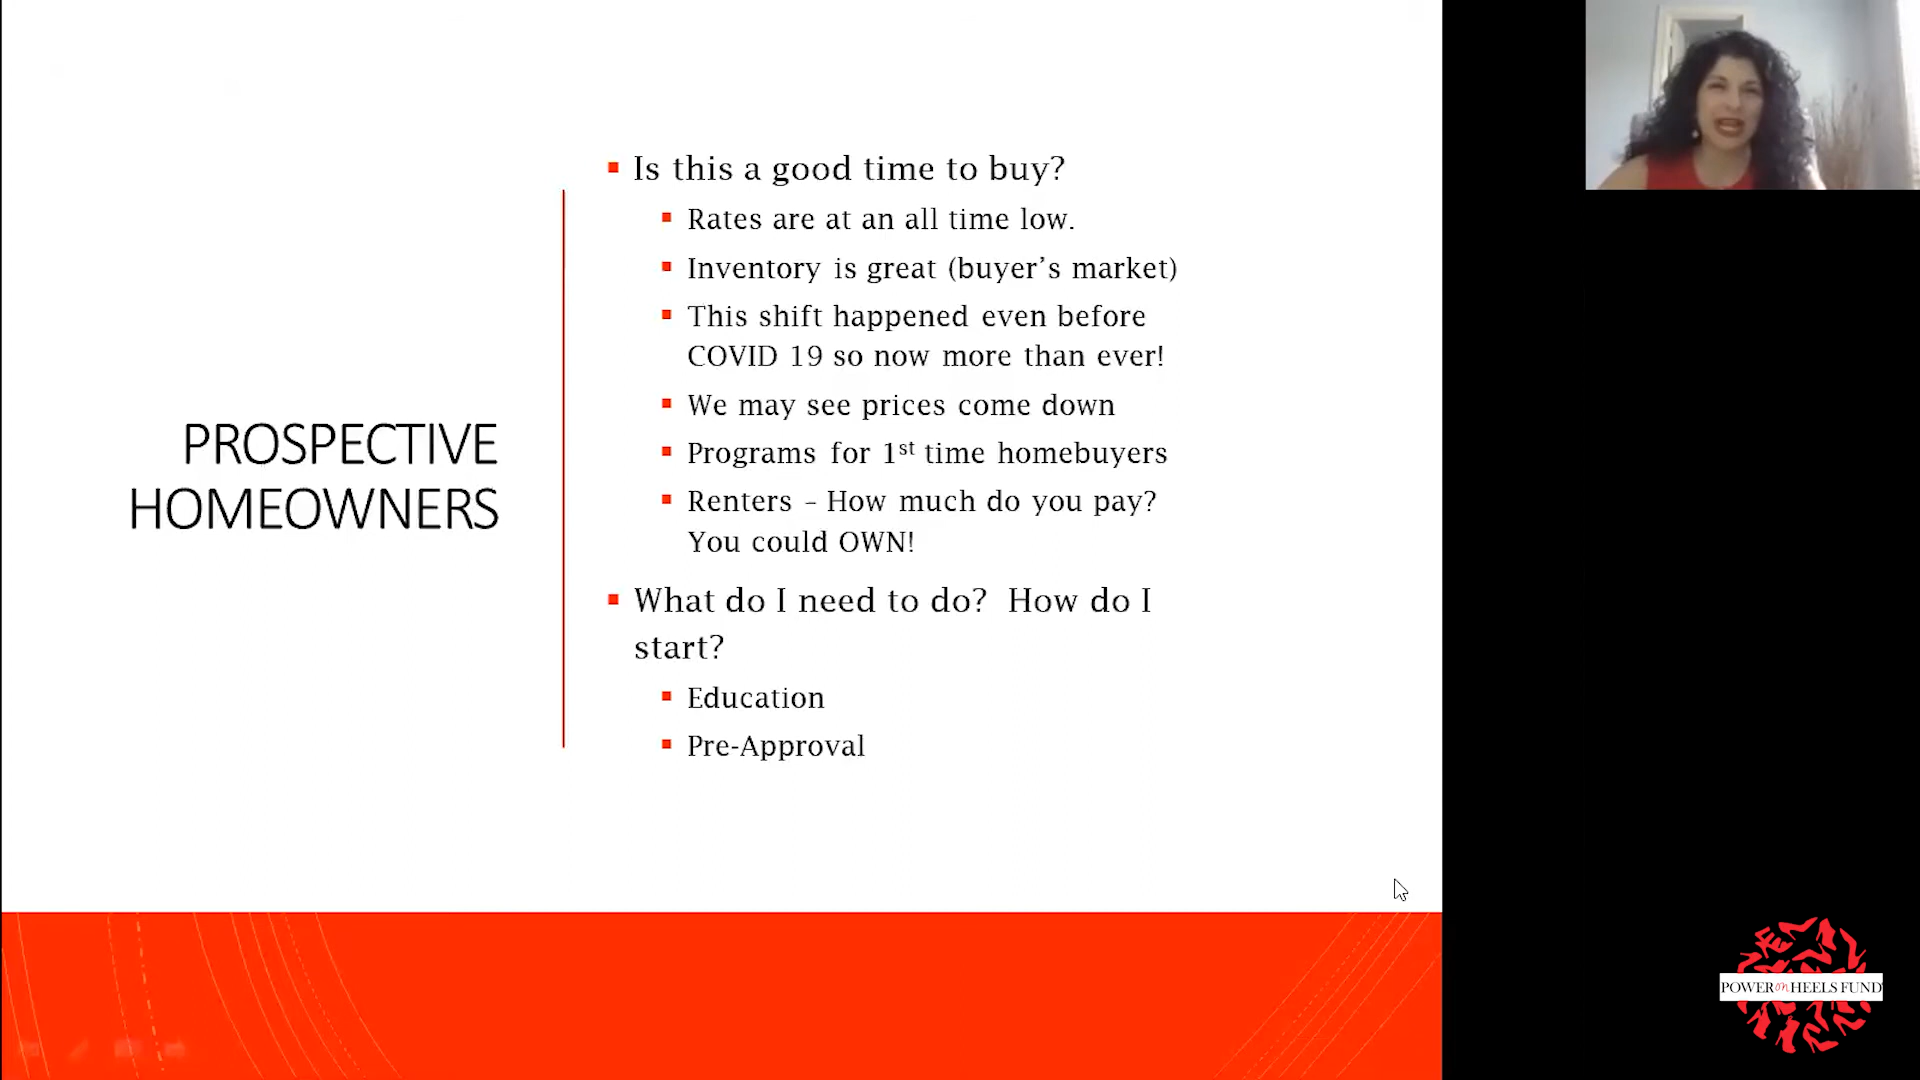 PROSPECTIVE
HOMEOWNERS
Is this a good time to buy?
Rates are at an all time low.
Inventory is great (buyer’s market)
This shift happened even before
COVID 19 so now more than ever!
We may see prices come down
Programs for 1st time homebuyers
Renters – How much do you pay?
You could OWN!
What do I need to do?  How do I
start?
Education
Pre-Approval
POWER on HEELS FUND